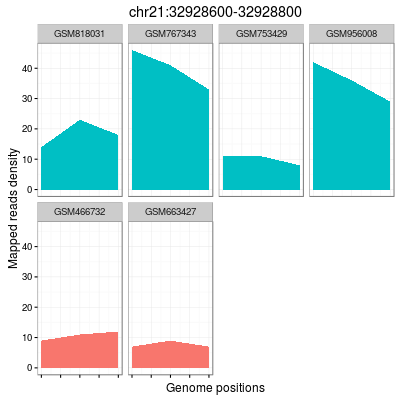 chr21:32928600-32928800
GSM818031 GSM767343 GSM753429 GSM956008
40
30
20
10
0
GSM466732 GSM663427
40
30
20
10
0
Mapped reads density
Genome positions